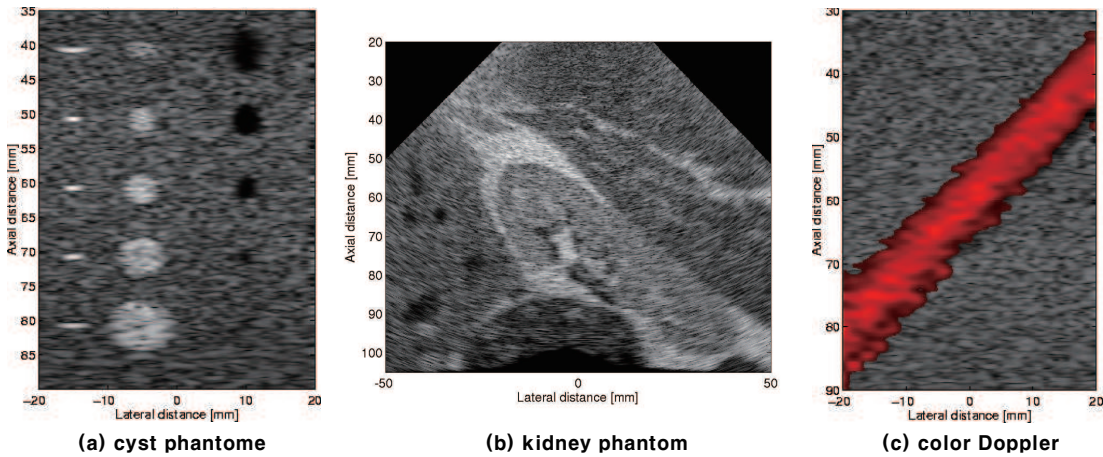 35
40
45
50
55
60
65
70
75
80
85
Axial distance [mm]
-20 -10 0 10 20
Lateral distance [mm]
(a) cyst phantome
20
30
40
50
60
70
80
90
100
Axial distance [mm]
-50 0 50
Lateral distance [mm]
(b) kidney phantom
30
40
50
60
70
80
90
Axial distance [mm]
-20 -10 0 10 20
Lateral distance [mm]
(c) color Doppler